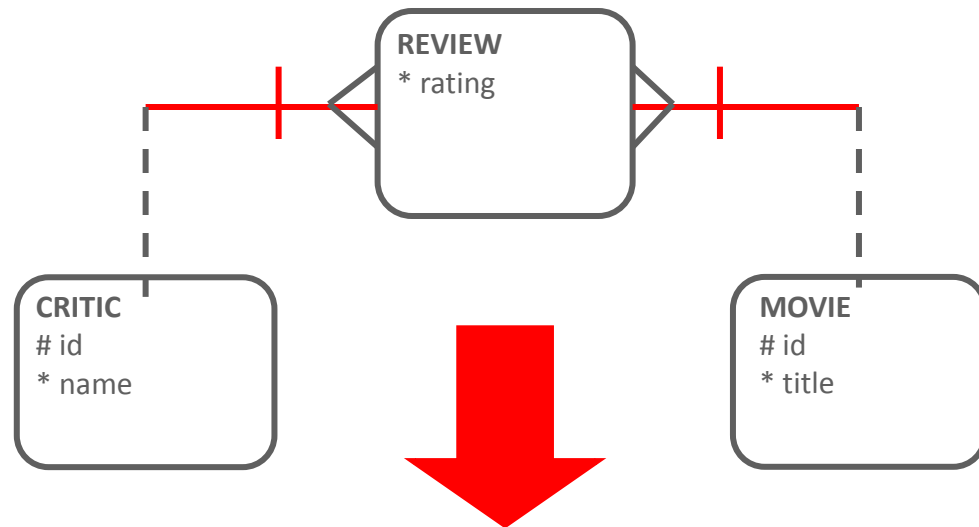 REVIEW
* rating
CRITIC
# id
* name
MOVIE
# id
* title